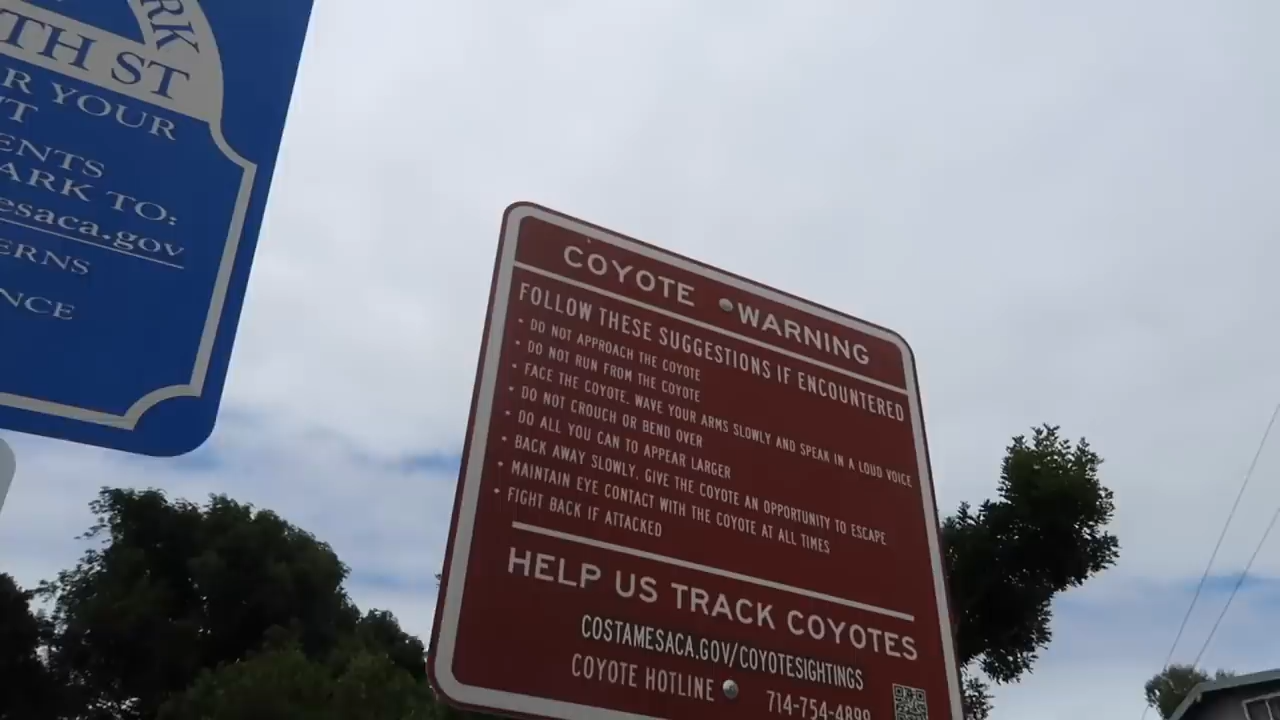 RK
TH ST
R YOUR
T
ENTS
ARK TO:
esaca.gov
ERNS
NCE
COYOTE WARNING
FOLLOW THESE SUGGESTIONS IF ENCOUNTERED
• DO NOT APPROACH THE COYOTE
• DO NOT RUN FROM THE COYOTE
• FACE THE COYOTE, WAVE YOUR ARMS SLOWLY AND SPEAK IN A LOUD VOICE
• DO NOT CROUCH OR BEND OVER
• DO ALL YOU CAN TO APPEAR LARGER
• BACK AWAY SLOWLY, GIVE THE COYOTE AN OPPORTUNITY TO ESCAPE
• MAINTAIN EYE CONTACT WITH THE COYOTE AT ALL TIMES
• FIGHT BACK IF ATTACKED
HELP US TRACK COYOTES
COSTAMESACA.GOV/COYOTESIGHTINGS
COYOTE HOTLINE 714-754-4899